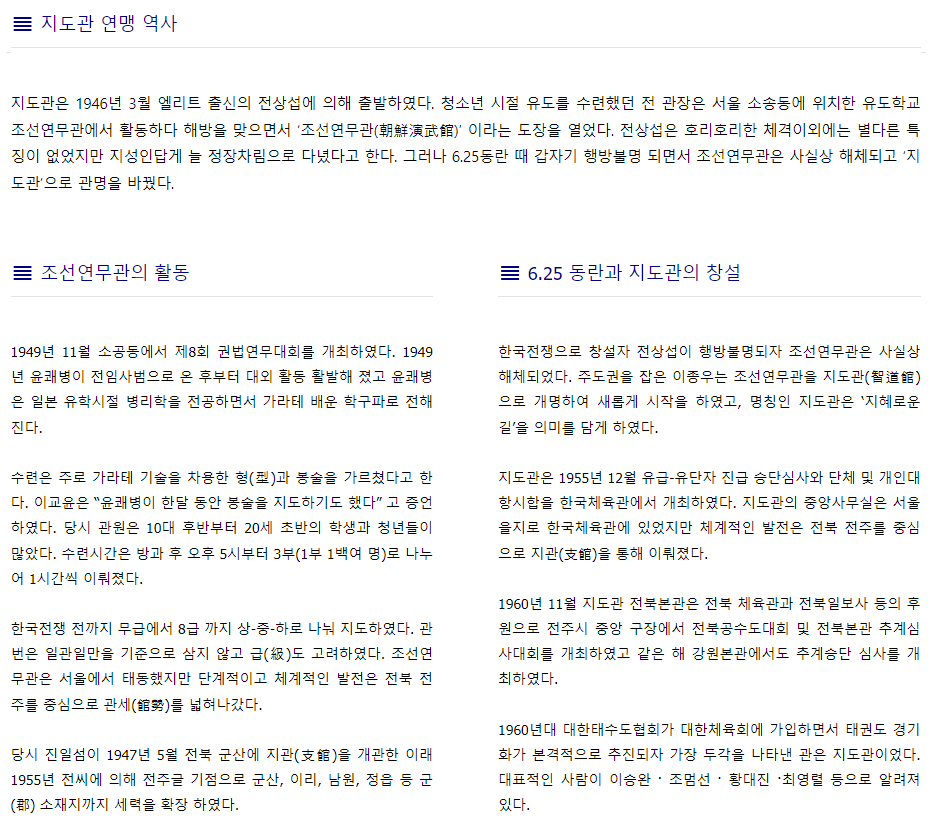 지도관 연맹 역사
지도관은 1946년 3월 엘리트 출신의 전상섭에 의해 출발하였다. 청소년 시절 유도를 수련했던 전 관장은 서울 소송동에 위치한 유도학교
조선연무관에서 활동하다 해방을 맞으면서 ‘조선연무관(朝鮮演武館)’ 이라는 도장을 열었다. 전상섭은 호리호리한 체격이외에는 별다른 특
징이 없었지만 지성인답게 늘 정장차림으로 다녔다고 한다. 그러나 6.25동란 때 갑자기 행방불명 되면서 조선연무관은 사실상 해체되고 ‘지
도관’으로 관명을 바꿨다.
조선연무관의 활동
1949년 11월 소공동에서 제8회 권법연무대회를 개최하였다. 1949
년 윤쾌병이 전임사범으로 온 후부터 대외 활동 활발해 졌고 윤쾌병
은 일본 유학시절 병리학을 전공하면서 가라테 배운 학구파로 전해
진다.
수련은 주로 가라테 기술을 차용한 형(型)과 봉술을 가르쳤다고 한
다. 이교윤은 “윤쾌병이 한달 동안 봉술을 지도하기도 했다” 고 증언
하였다. 당시 관원은 10대 후반부터 20세 초반의 학생과 청년들이
많았다. 수련시간은 방과 후 오후 5시부터 3부(1부 1백여 명)로 나누
어 1시간씩 이뤄졌다.
한국전쟁 전까지 무급에서 8급 까지 상-중-하로 나눠 지도하였다. 관
번은 일관일만을 기준으로 삼지 않고 급(級)도 고려하였다. 조선연
무관은 서울에서 태동했지만 단계적이고 체계적인 발전은 전북 전
주를 중심으로 관세(館勢)를 넓혀나갔다.
당시 진일섬이 1947년 5월 전북 군산에 지관(支館)을 개관한 이래
1955년 전씨에 의해 전주글 기점으로 군산, 이리, 남원, 정읍 등 군
(郡) 소재지까지 세력을 확장 하였다.
6.25 동란과 지도관의 창설
한국전쟁으로 창설자 전상섭이 행방불명되자 조선연무관은 사실상
해체되었다. 주도권을 잡은 이종우는 조선연무관을 지도관(智道館)
으로 개명하여 새롭게 시작을 하였고, 명칭인 지도관은 ‘지혜로운
길’을 의미를 담게 하였다.
지도관은 1955년 12월 유급-유단자 진급 승단심사와 단체 및 개인대
항시합을 한국체육관에서 개최하였다. 지도관의 중앙사무실은 서울
을지로 한국체육관에 있었지만 체계적인 발전은 전북 전주를 중심
으로 지관(支館)을 통해 이뤄졌다.
1960년 11월 지도관 전북본관은 전북 체육관과 전북일보사 등의 후
원으로 전주시 중앙 구장에서 전북공수도대회 및 전북본관 추계심
사대회를 개최하였고 같은 해 강원본관에서도 추계승단 심사를 개
최하였다.
1960년대 대한태수도협회가 대한체육회에 가입하면서 태권도 경기
화가 본격적으로 추진되자 가장 두각을 나타낸 관은 지도관이었다.
대표적인 사람이 이승완 · 조멈선 · 황대진 ·최영렬 등으로 알려져
있다.